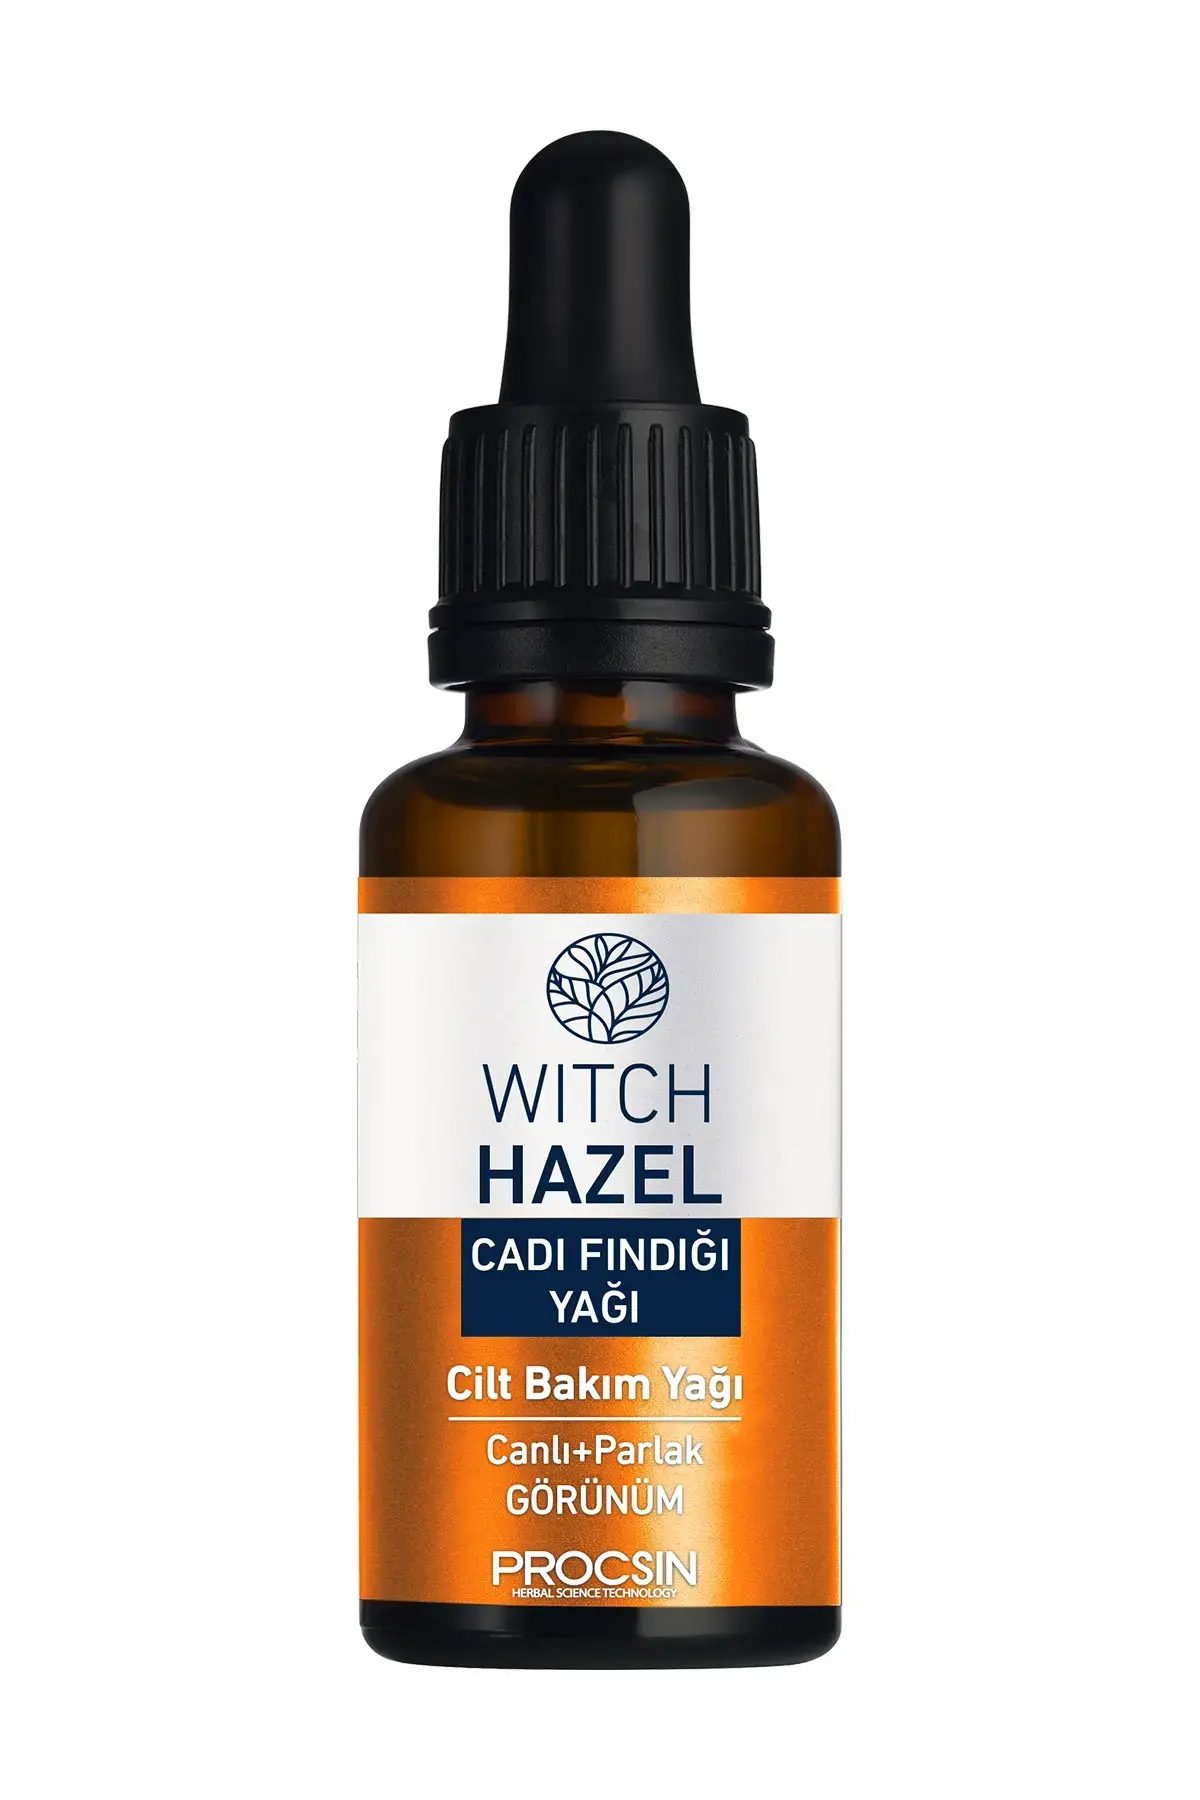 WITCH
HAZEL
CADI FINDIĞI
YAĞI
Cilt Bakım Yağı
Canlı+Parlak
GÖRÜNÜM
PROCSIN
HERBAL SCIENCE TECHNOLOGY